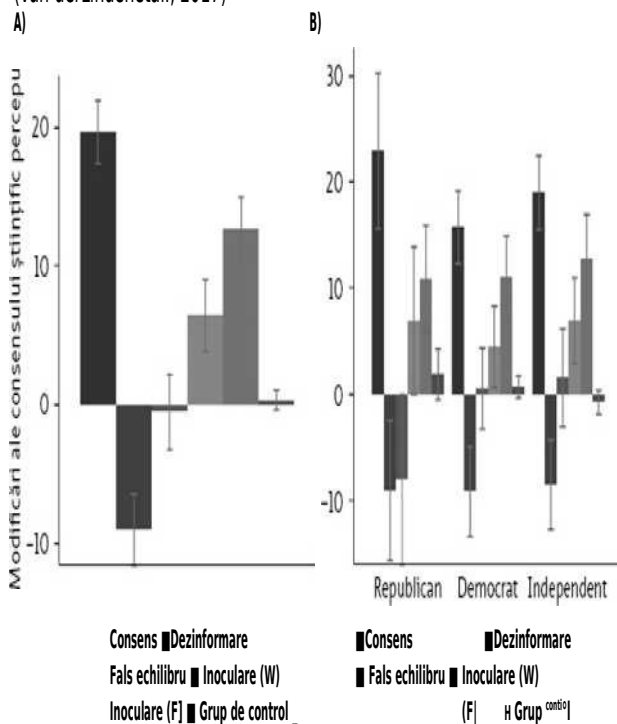 A) B)
Modificări ale consensului științific percepu
20
10
0
-10
30
20
10
0
-10
Republican Democrat Independent
Consens ■Dezinformare
Fals echilibru ■ Inoculare (W)
Inoculare (F] ■ Grup de control
■Consens ■Dezinformare
■ Fals echilibru ■ Inoculare (W)
(F| H Grup